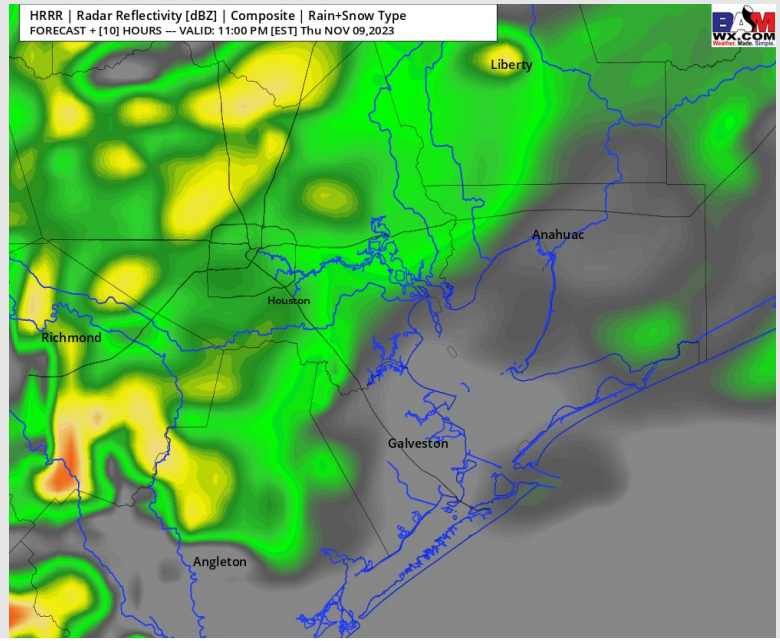 HRRR | Radar Reflectivity [dBZ] | Composite | Rain+Snow Type
FORECAST + [10] HOURS --- VALID: 11:00 PM [EST] Thu NOV 09,2023
BAM
WX.COM
Weather. Made. Simple.
Liberty
Anahuac
Houston
Richmond
Galveston
Angleton